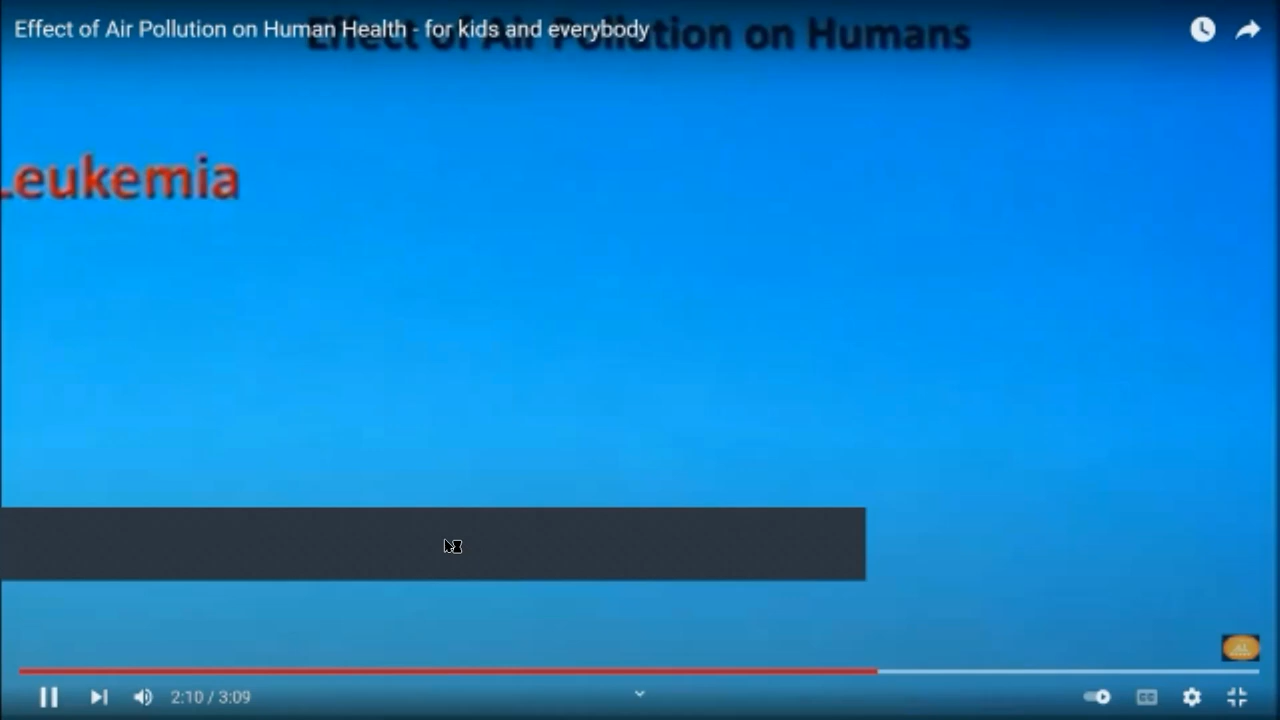 Effect of Air Pollution on Human Health - for kids and everybody
Effect of Air Pollution on Humans
Leukemia
2:10 / 3:09
CC